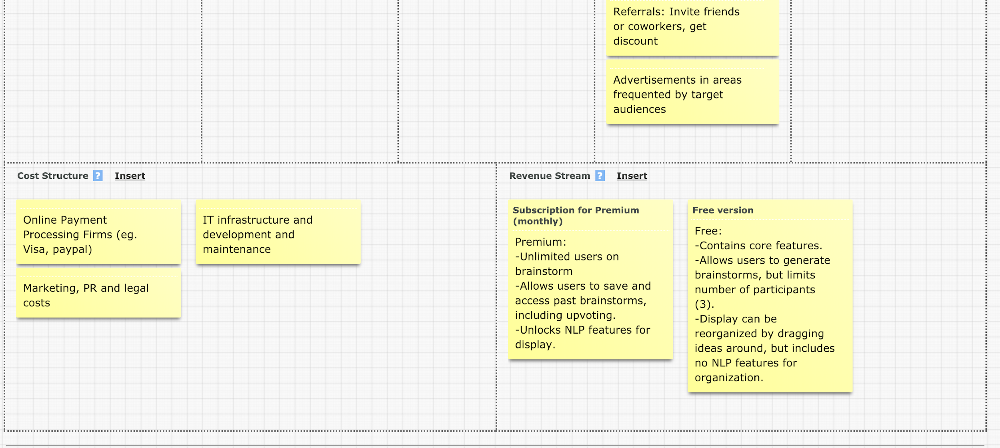 Referrals: Invite friends
or coworkers, get
discount
Advertisements in areas
frequented by target
audiences
Cost Structure ? Insert
Online Payment
Processing Firms (eg.
Visa, paypal)
IT infrastructure and
development and
maintenance
Marketing, PR and legal
costs
Revenue Stream ? Insert
Subscription for Premium
(monthly)
Premium:
-Unlimited users on
brainstorm
-Allows users to save and
access past brainstorms,
including upvoting.
-Unlocks NLP features for
display.
Free version
Free:
-Contains core features.
-Allows users to generate
brainstorms, but limits
number of participants
(3).
-Display can be
reorganized by dragging
ideas around, but includes
no NLP features for
organization.